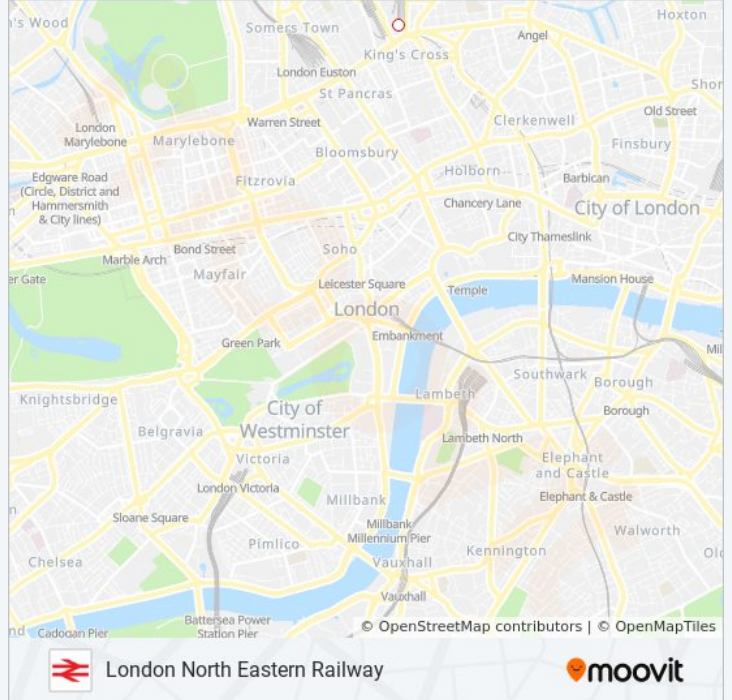 's Wood
Somers Town
Hoxton
King's Cross
Angel
London Euston
St Pancras
Shor
Old Street
Warren Street
Clerkenwell
London
Marylebone
Marylebone
Finsbury
Bloomsbury
Holborn
Barbican
Edgware Road
(Circle, District and
Hammersmith
& City lines)
Fitzrovia
Chancery Lane
City of London
City Thameslink
Soho
Bond Street
Marble Arch
Mayfair
er Gate
Leicester Square
Temple
Mansion House
London
Embankment
Green Park
Mil
Southwark
Borough
Knightsbridge
Lambeth
City of
Westminster
Borough
Belgravia
Lambeth North
Victoria
Elephant
and Castle
London Victoria
Elephant & Castle
Millbank
Sloane Square
Millbank
Millennium Pier
Walworth
Pimlico
Kennington
Chelsea
Vauxhall
Vauxhall
Battersea Power
Station Pier
Cadogan Pier
© OpenStreetMap contributors | © OpenMapTiles
London North Eastern Railway
moovit